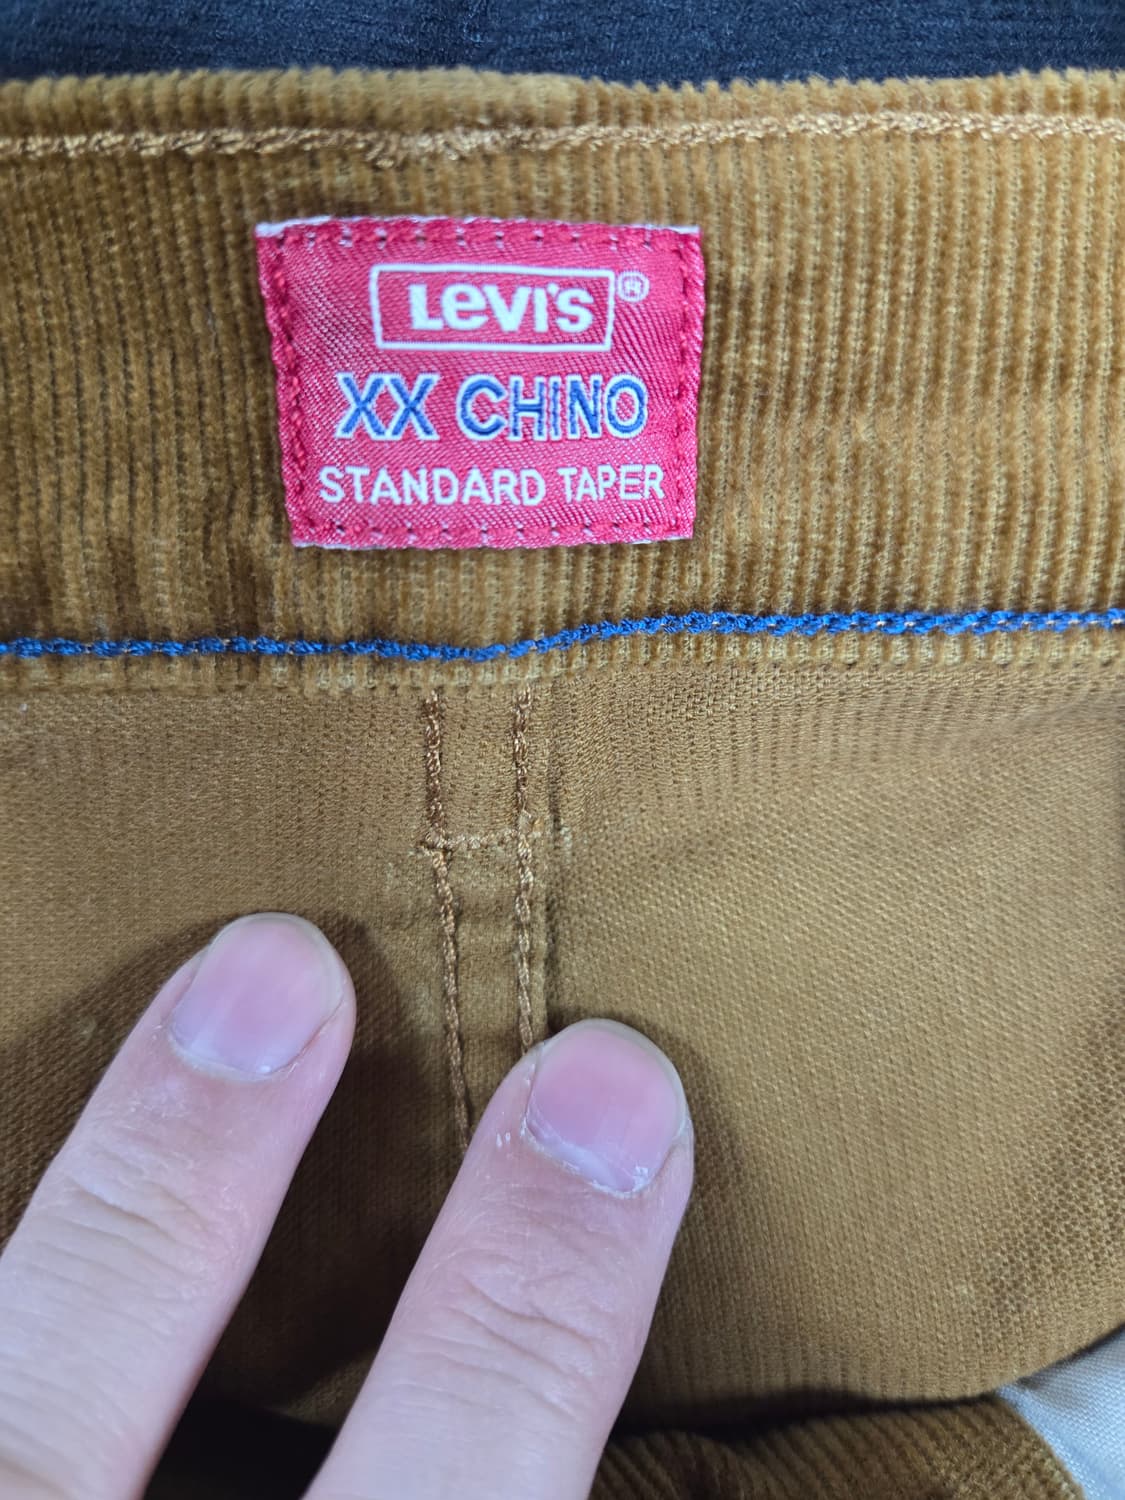 Levi's®
XX CHINO
STANDARD TAPER